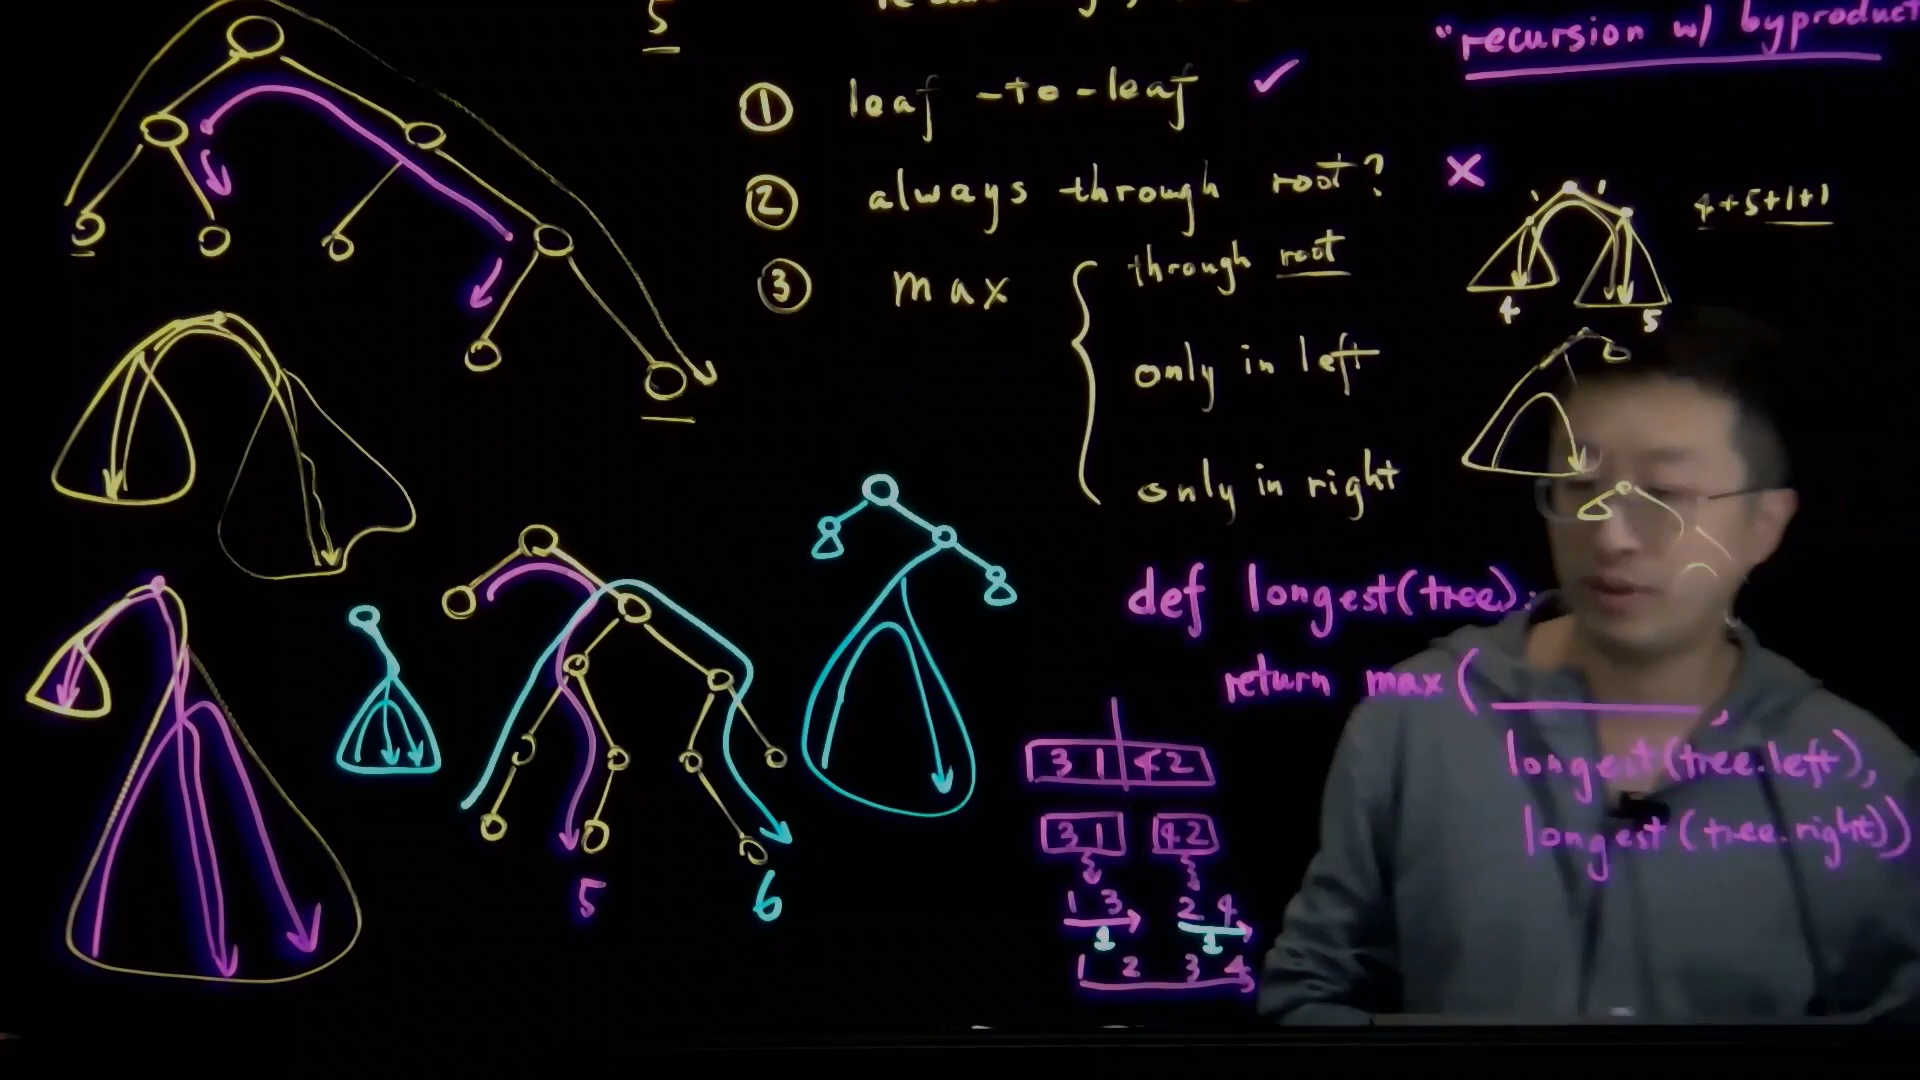 5
"recursion w/ byproduct
① leaf-to-leaf ✓
② always through root? ✗
4+5+1+1
③ max { through root
only in left
only in right
4 5
def longest(tree):
return max( ______ ,
longest(tree.left),
longest(tree.right))
3 1 | 4 2
3 1 4 2
1 3 2 4
1 2 3 4
5
6